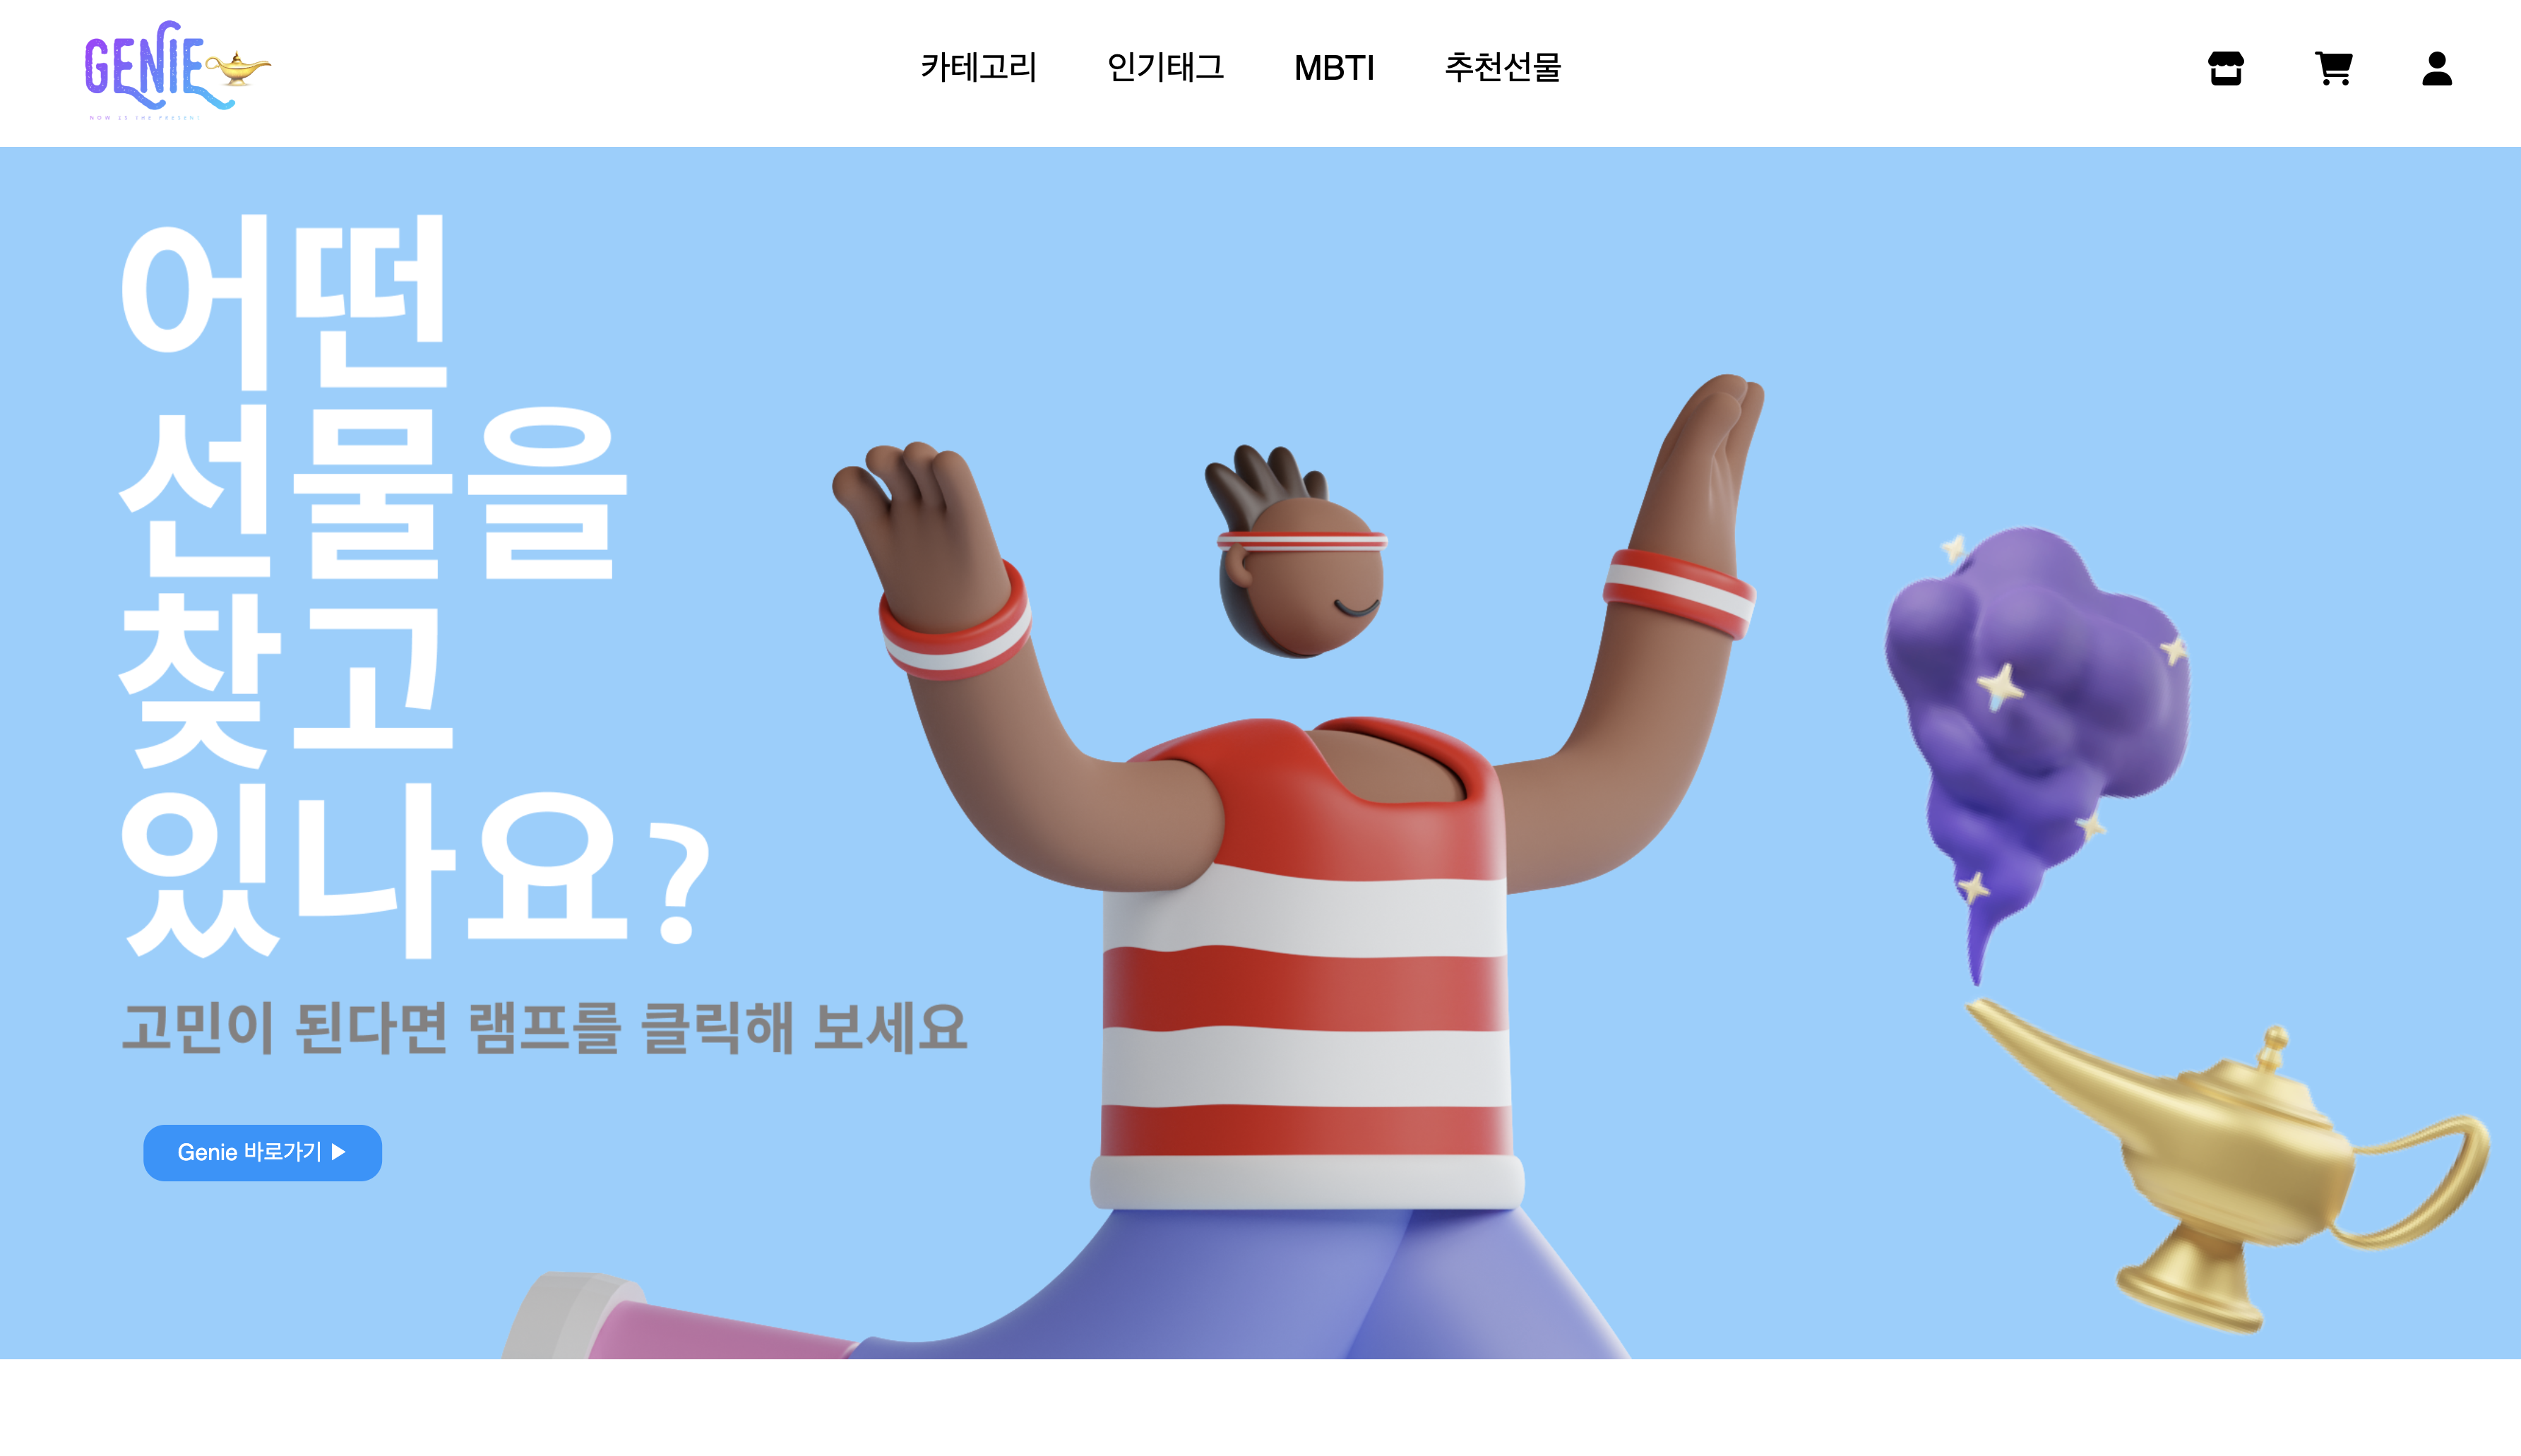 GENIE
NOW IS THE PRESENT
카테고리 인기태그 MBTI 추천선물
어떤
선물을
찾고
있나요?
고민이 된다면 램프를 클릭해 보세요
Genie 바로가기 ▶